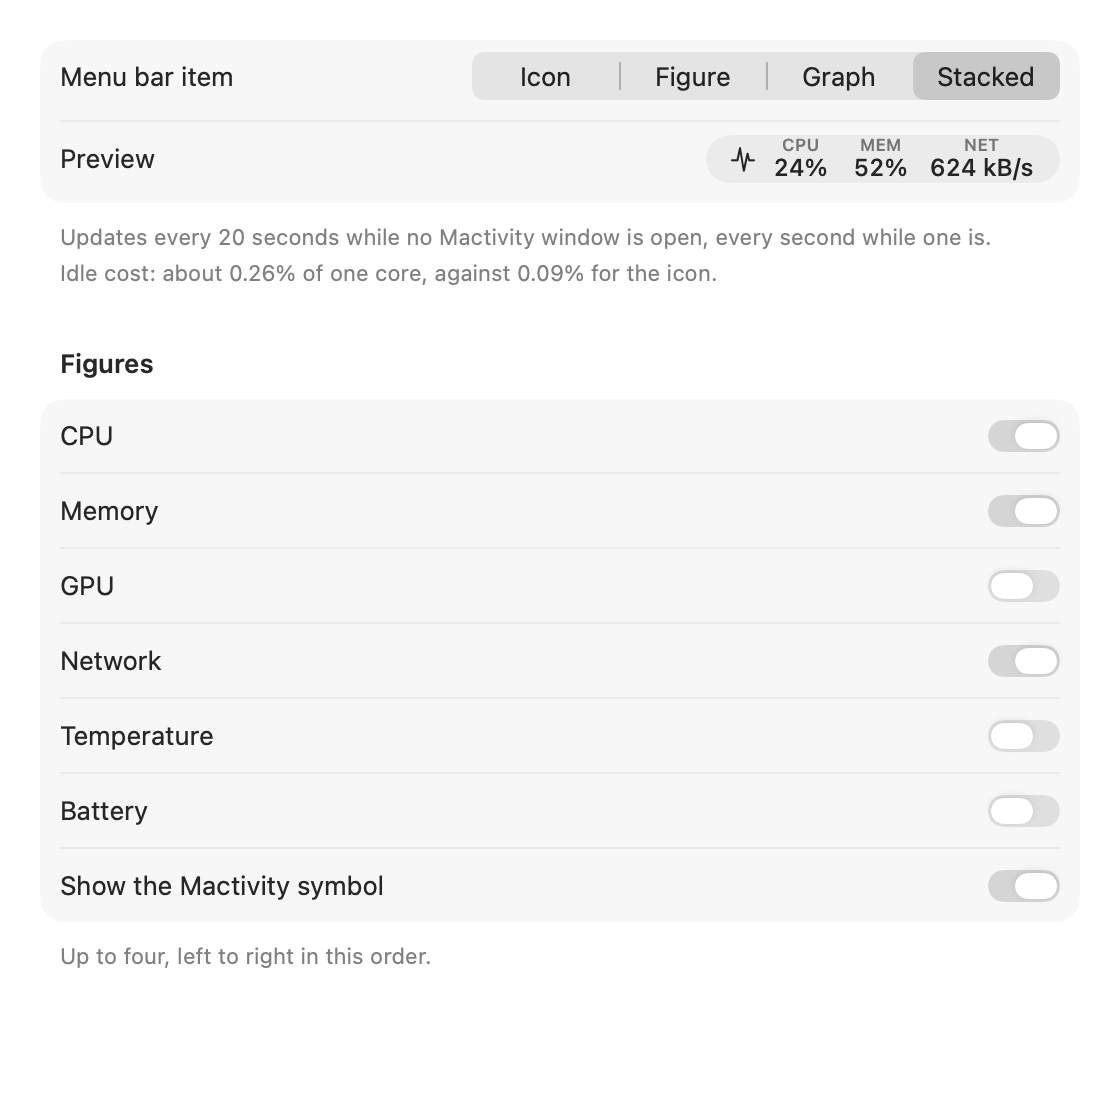 Menu bar item
Icon
Figure
Graph
Stacked
Preview
CPU
24%
MEM
52%
NET
624 kB/s
Updates every 20 seconds while no Mactivity window is open, every second while one is.
Idle cost: about 0.26% of one core, against 0.09% for the icon.
Figures
CPU
Memory
GPU
Network
Temperature
Battery
Show the Mactivity symbol
Up to four, left to right in this order.